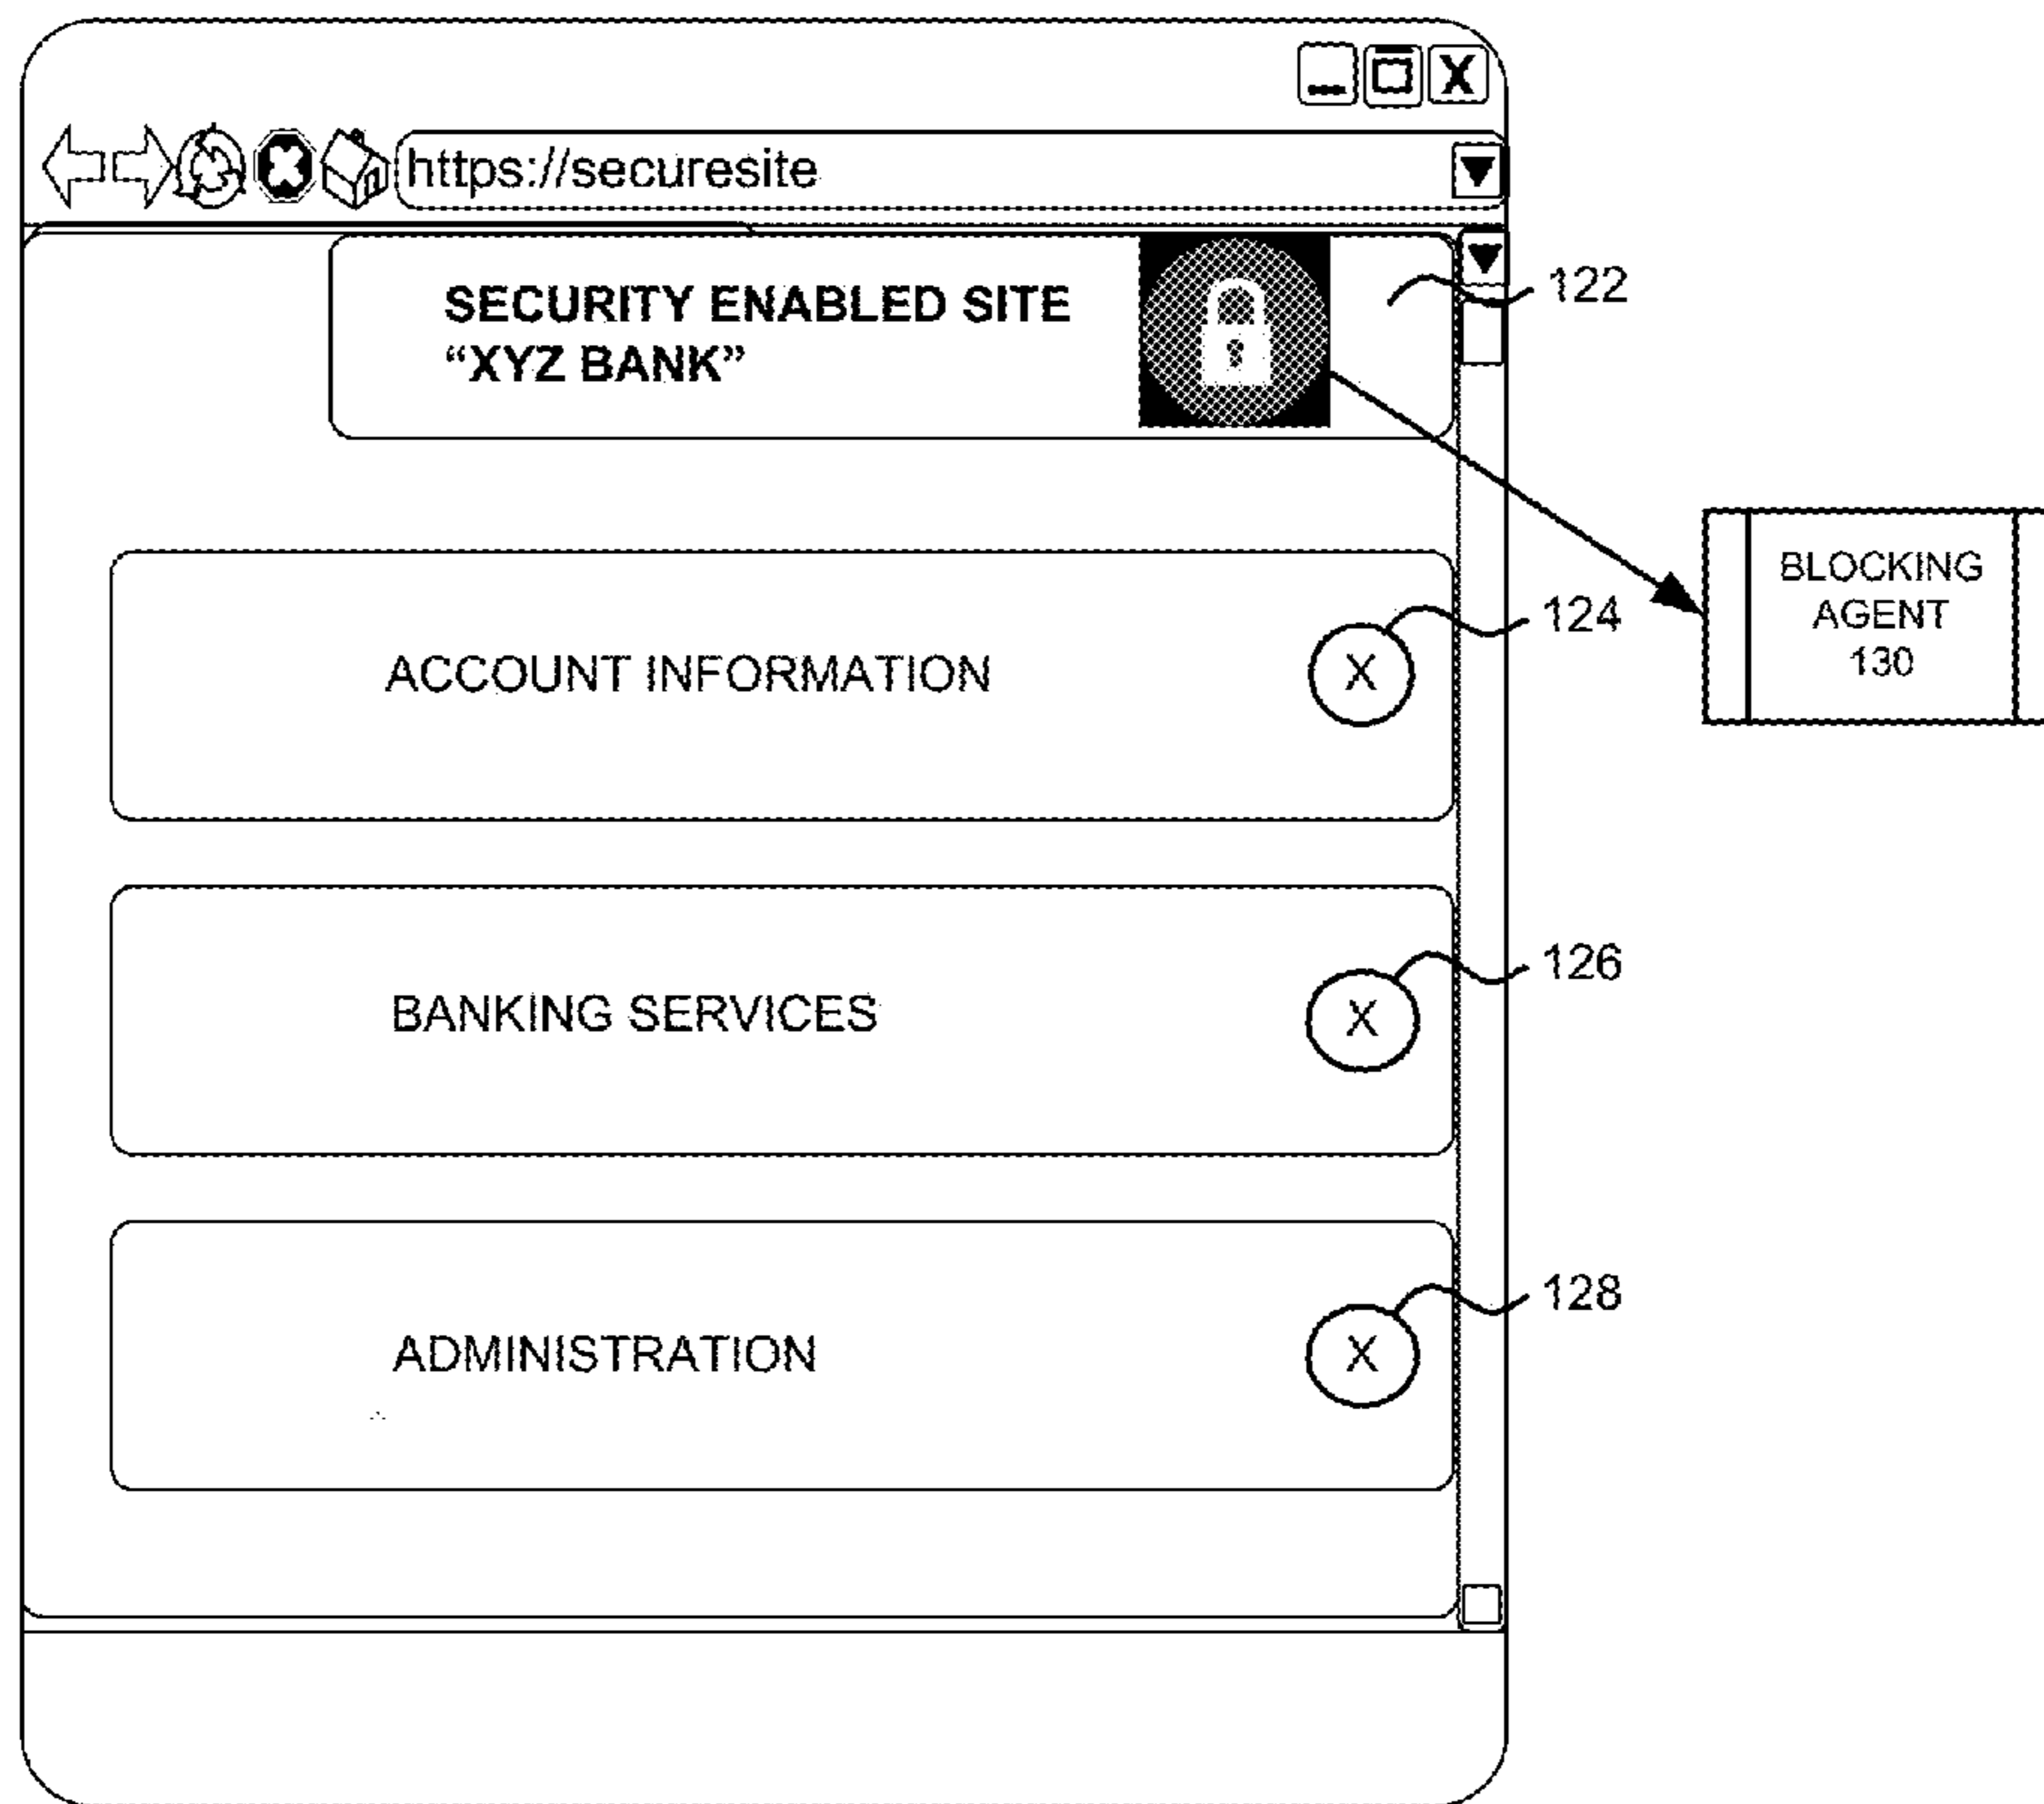 X
https://securesite
SECURITY ENABLED SITE
“XYZ BANK”
122
BLOCKING
AGENT
130
ACCOUNT INFORMATION
X
124
BANKING SERVICES
X
126
ADMINISTRATION
X
128